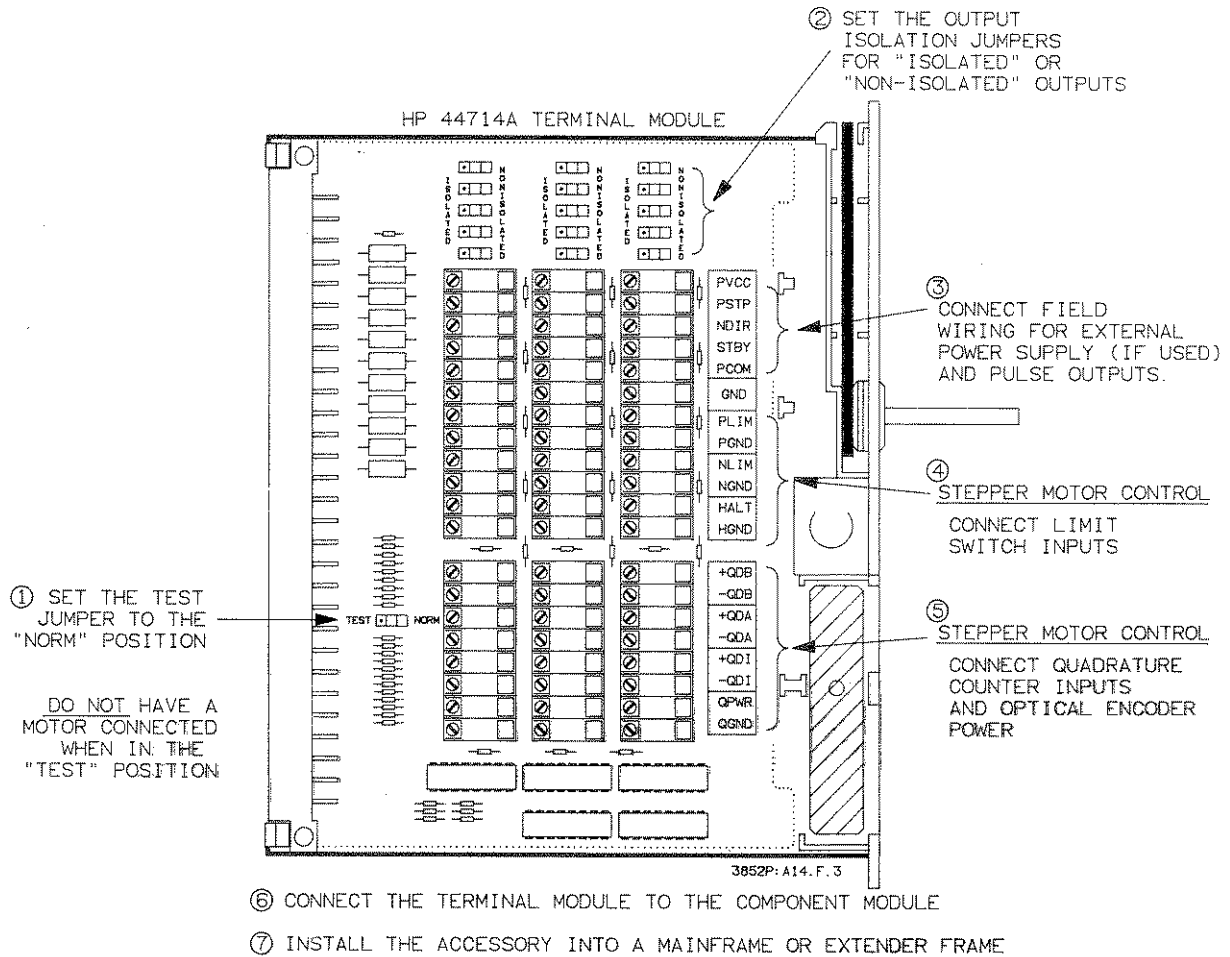 ② SET THE OUTPUT
ISOLATION JUMPERS
FOR "ISOLATED" OR
"NON-ISOLATED" OUTPUTS
HP 44714A TERMINAL MODULE
ISOLATED
NONISOLATED
ISOLATED
NONISOLATED
ISOLATED
NONISOLATED
PVCC
PSTP
NDIR
STBY
PCOM
GND
PLIM
PGND
NLIM
NGND
HALT
HGND
+QDB
-QDB
+QDA
-QDA
+QDI
-QDI
QPWR
QGND
③
CONNECT FIELD
WIRING FOR EXTERNAL
POWER SUPPLY (IF USED)
AND PULSE OUTPUTS.
④
STEPPER MOTOR CONTROL
CONNECT LIMIT
SWITCH INPUTS
① SET THE TEST
JUMPER TO THE
"NORM" POSITION
TEST
NORM
DO NOT HAVE A
MOTOR CONNECTED
WHEN IN THE
"TEST" POSITION
⑤
STEPPER MOTOR CONTROL
CONNECT QUADRATURE
COUNTER INPUTS
AND OPTICAL ENCODER
POWER
3852P:A14.F.3
⑥ CONNECT THE TERMINAL MODULE TO THE COMPONENT MODULE
⑦ INSTALL THE ACCESSORY INTO A MAINFRAME OR EXTENDER FRAME